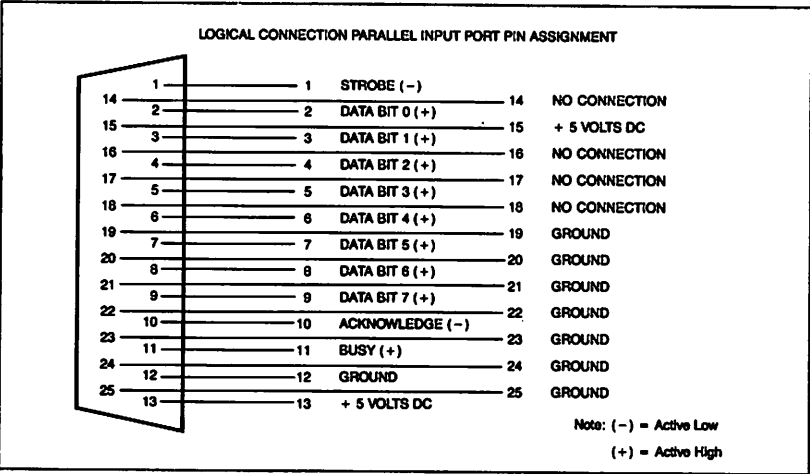 LOGICAL CONNECTION PARALLEL INPUT PORT PIN ASSIGNMENT
1 1 STROBE (-)
14 14 NO CONNECTION
2 2 DATA BIT 0 (+)
15 15 + 5 VOLTS DC
3 3 DATA BIT 1 (+)
16 16 NO CONNECTION
4 4 DATA BIT 2 (+)
17 17 NO CONNECTION
5 5 DATA BIT 3 (+)
18 18 NO CONNECTION
6 6 DATA BIT 4 (+)
19 19 GROUND
7 7 DATA BIT 5 (+)
20 20 GROUND
8 8 DATA BIT 6 (+)
21 21 GROUND
9 9 DATA BIT 7 (+)
22 22 GROUND
10 10 ACKNOWLEDGE (-)
23 23 GROUND
11 11 BUSY (+)
24 24 GROUND
12 12 GROUND
25 25 GROUND
13 13 + 5 VOLTS DC
Note: (-) = Active Low
(+) = Active High